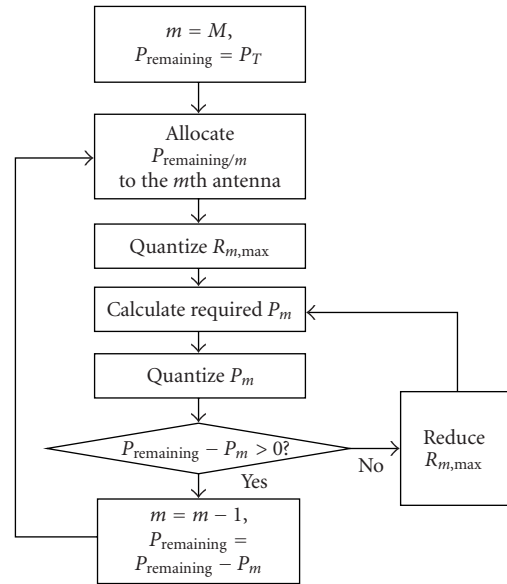 m = M,
P_remaining = P_T
Allocate
P_remaining/m
to the mth antenna
Quantize R_m,max
Calculate required P_m
Quantize P_m
P_remaining − P_m > 0?
No
Reduce
R_m,max
Yes
m = m − 1,
P_remaining =
P_remaining − P_m